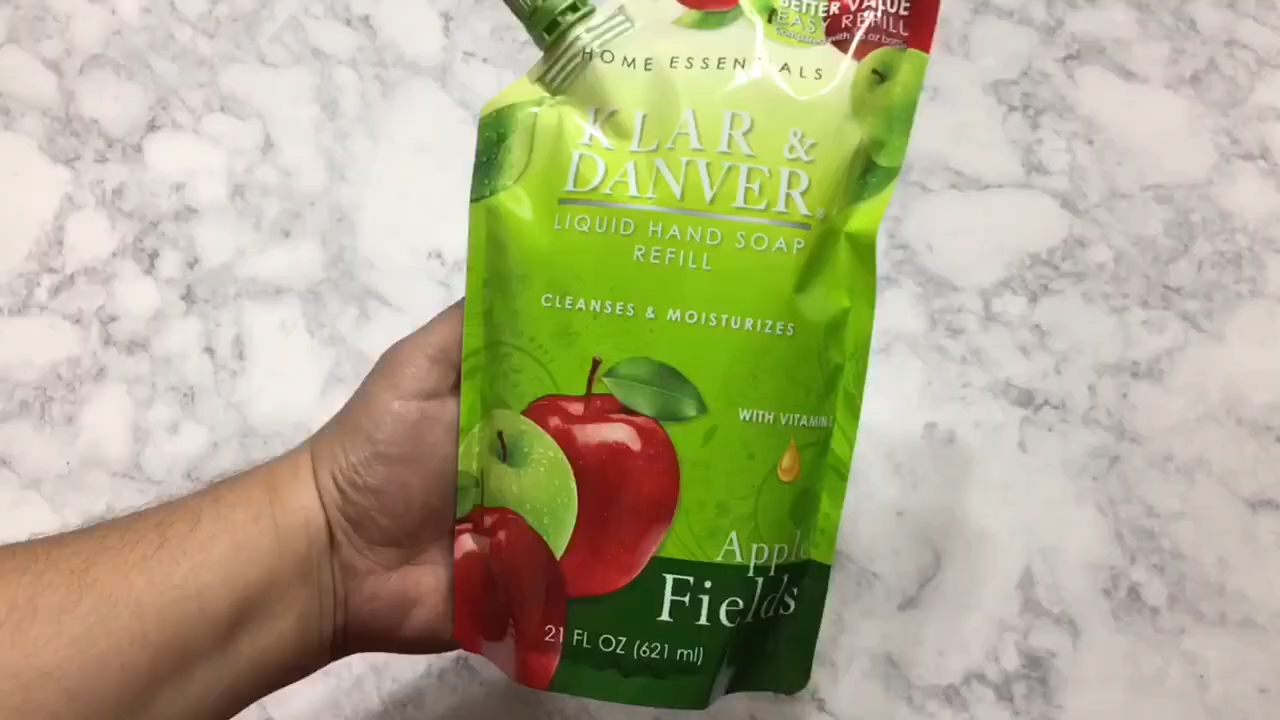 BETTER VALUE
EASY REFILL
HOME ESSENTIALS
KLAR &
DANVER
LIQUID HAND SOAP
REFILL
CLEANSES & MOISTURIZES
WITH VITAMIN
Apple
Fields
21 FL OZ (621 ml)